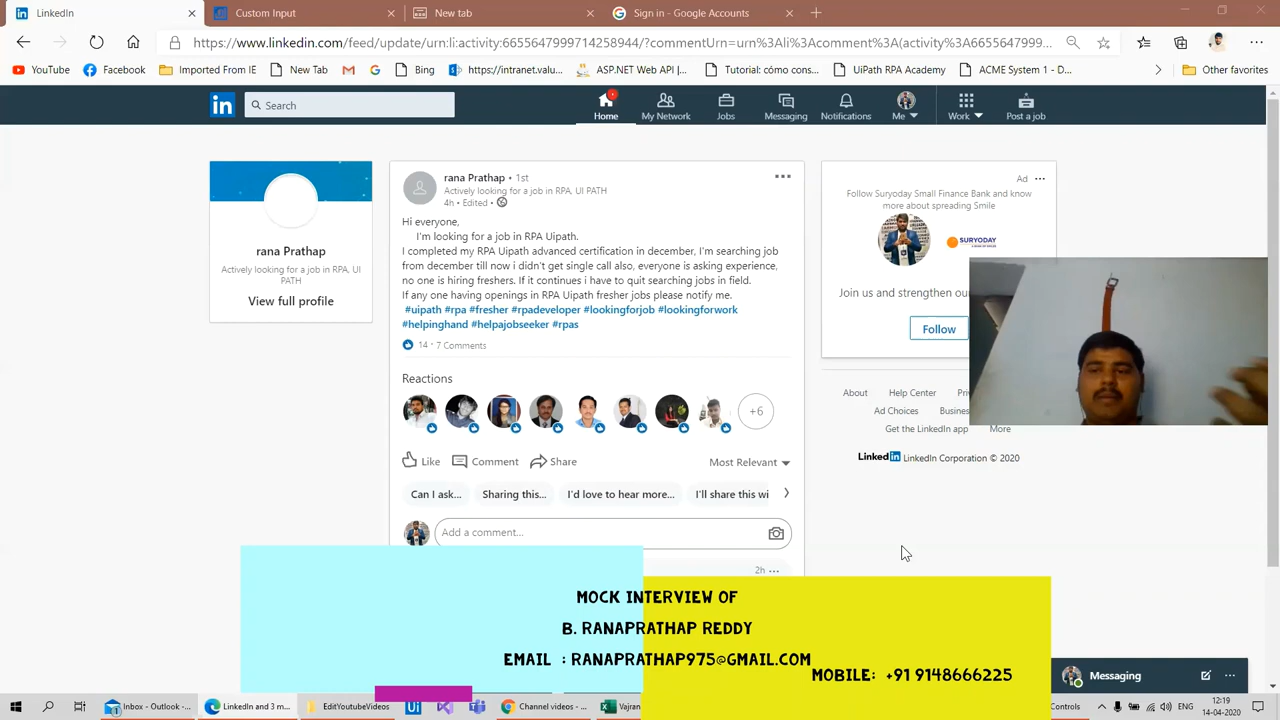 LinkedIn
Custom Input
New Tab
Sign in - Google Accounts
https://www.linkedin.com/feed/update/urn:li:activity:6655647999714258944/?commentUrn=urn%3Ali%3Acomment%3A(activity%3A6655647999...
YouTube
Facebook
Imported From IE
New Tab
Bing
https://intranet.valu...
ASP.NET Web API |...
Tutorial: cómo cons...
UiPath RPA Academy
ACME System 1 - D...
Other favorites
in
Search
Home
My Network
Jobs
Messaging
Notifications
Me
Work
Post a job
rana Prathap
Actively looking for a job in RPA, UI
PATH
View full profile
rana Prathap • 1st
Actively looking for a job in RPA, UI PATH
4h • Edited •
Hi everyone,
I'm looking for a job in RPA.
I completed my RPA Uipath advanced certification in december, I'm searching job
from december till now i didn't get single call also, everyone is asking experience,
no one is hiring freshers. If it continues i have to quit searching jobs in field.
If any one having openings in RPA Uipath fresher jobs please notify me.
#uipath #rpa #fresher #rpadeveloper #lookingforjob #lookingforwork
#helpinghand #helpajobseeker #rpas
14 · 7 Comments
Reactions
+6
Like
Comment
Share
Most Relevant
Can I ask...
Sharing this...
I'd love to hear more...
I'll share this wi
Add a comment...
2h ...
Ad ...
Follow Suryoday Small Finance Bank and know
more about spreading Smile
SURYODAY
Join us and strengthen ou
Follow
About
Help Center
Pri
Ad Choices
Busines
Get the LinkedIn app
More
LinkedIn LinkedIn Corporation © 2020
MOCK INTERVIEW OF
B. RANAPRATHAP REDDY
EMAIL : RANAPRATHAP975@GMAIL.COM
MOBILE: +91 9148666225
Messaging
Inbox - Outlook -...
LinkedIn and 3 m...
EditYouTubeVideos
Ui
Channel videos -...
Vajran
Controls
12:19
14-04-2020